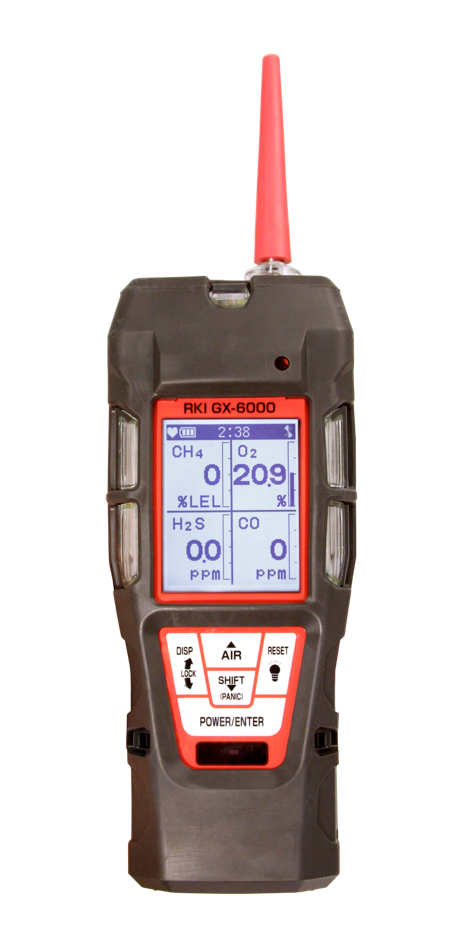 RKI GX-6000
2:38
CH4 O2
0 20.9
%LEL %
H2S CO
0.0 0
ppm ppm
DISP AIR RESET
LOCK SHIFT
(PANIC)
POWER/ENTER